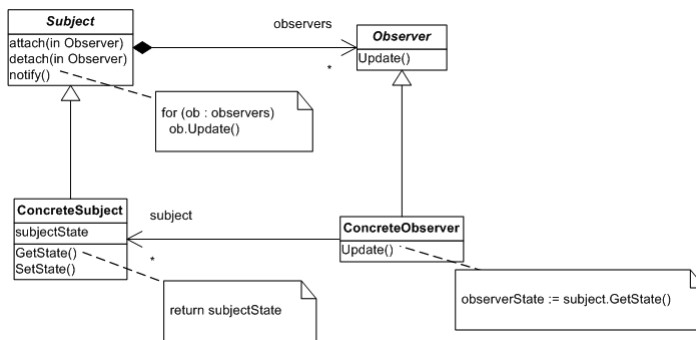 Subject
attach(in Observer)
detach(in Observer)
notify()
observers
*
Observer
Update()
for (ob : observers)
ob.Update()
ConcreteSubject
subjectState
GetState()
SetState()
subject
*
ConcreteObserver
Update()
return subjectState
observerState := subject.GetState()